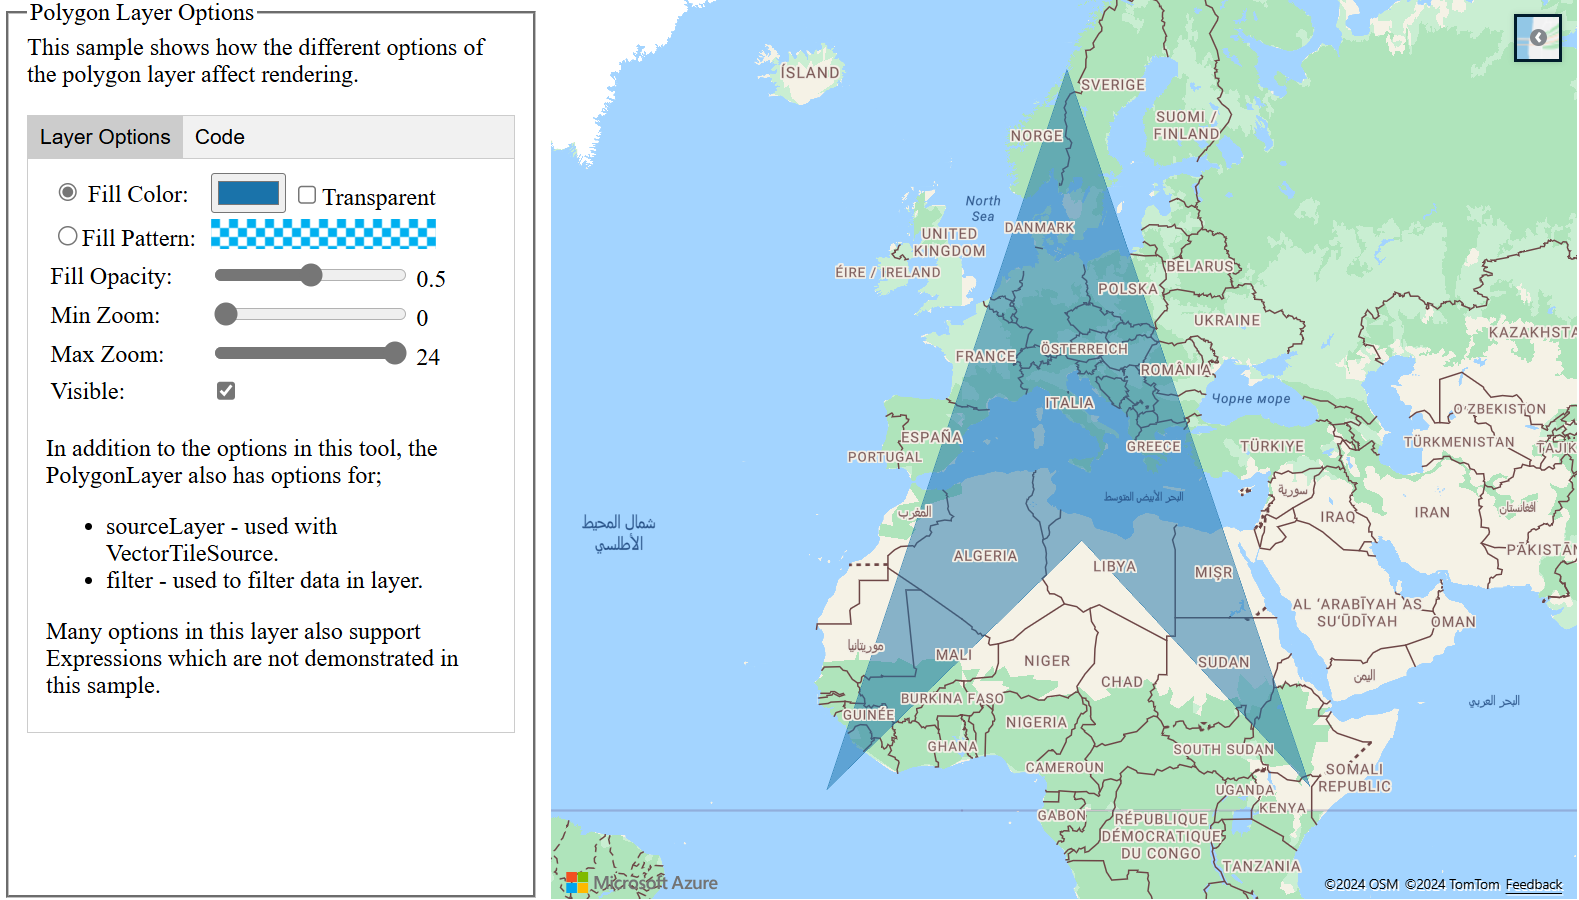 Polygon Layer Options
This sample shows how the different options of
the polygon layer affect rendering.
Layer Options
Code
Fill Color:
Transparent
Fill Pattern:
Fill Opacity:
0.5
Min Zoom:
0
Max Zoom:
24
Visible:
In addition to the options in this tool, the
PolygonLayer also has options for;
• sourceLayer - used with
VectorTileSource.
• filter - used to filter data in layer.
Many options in this layer also support
Expressions which are not demonstrated in
this sample.
ÍSLAND
SVERIGE
SUOMI /
FINLAND
NORGE
North
Sea
DANMARK
UNITED
KINGDOM
ÉIRE / IRELAND
BELARUS
POLSKA
UKRAINE
KAZAKHSTA
FRANCE
ÖSTERREICH
ROMÂNIA
Чорне море
ITALIA
O'ZBEKISTON
ESPAÑA
PORTUGAL
GREECE
TÜRKIYE
TÜRKMENISTAN
TAJIK
البحر الأبيض المتوسط
سورية
المغرب
IRAQ
IRAN
افغانستان
شمال المحيط
الأطلسي
ALGERIA
LIBYA
MIṢR
PĀKISTĀN
AL ʻARABĪYAH AS
SUʻŪDĪYAH
OMAN
موريتانيا
MALI
NIGER
SUDAN
اليمن
CHAD
البحر العربي
BURKINA FASO
GUINÉE
NIGERIA
GHANA
SOUTH SUDAN
CAMEROUN
SOMALI
REPUBLIC
UGANDA
KENYA
GABON
RÉPUBLIQUE
DÉMOCRATIQUE
DU CONGO
TANZANIA
Microsoft Azure
©2024 OSM ©2024 TomTom Feedback